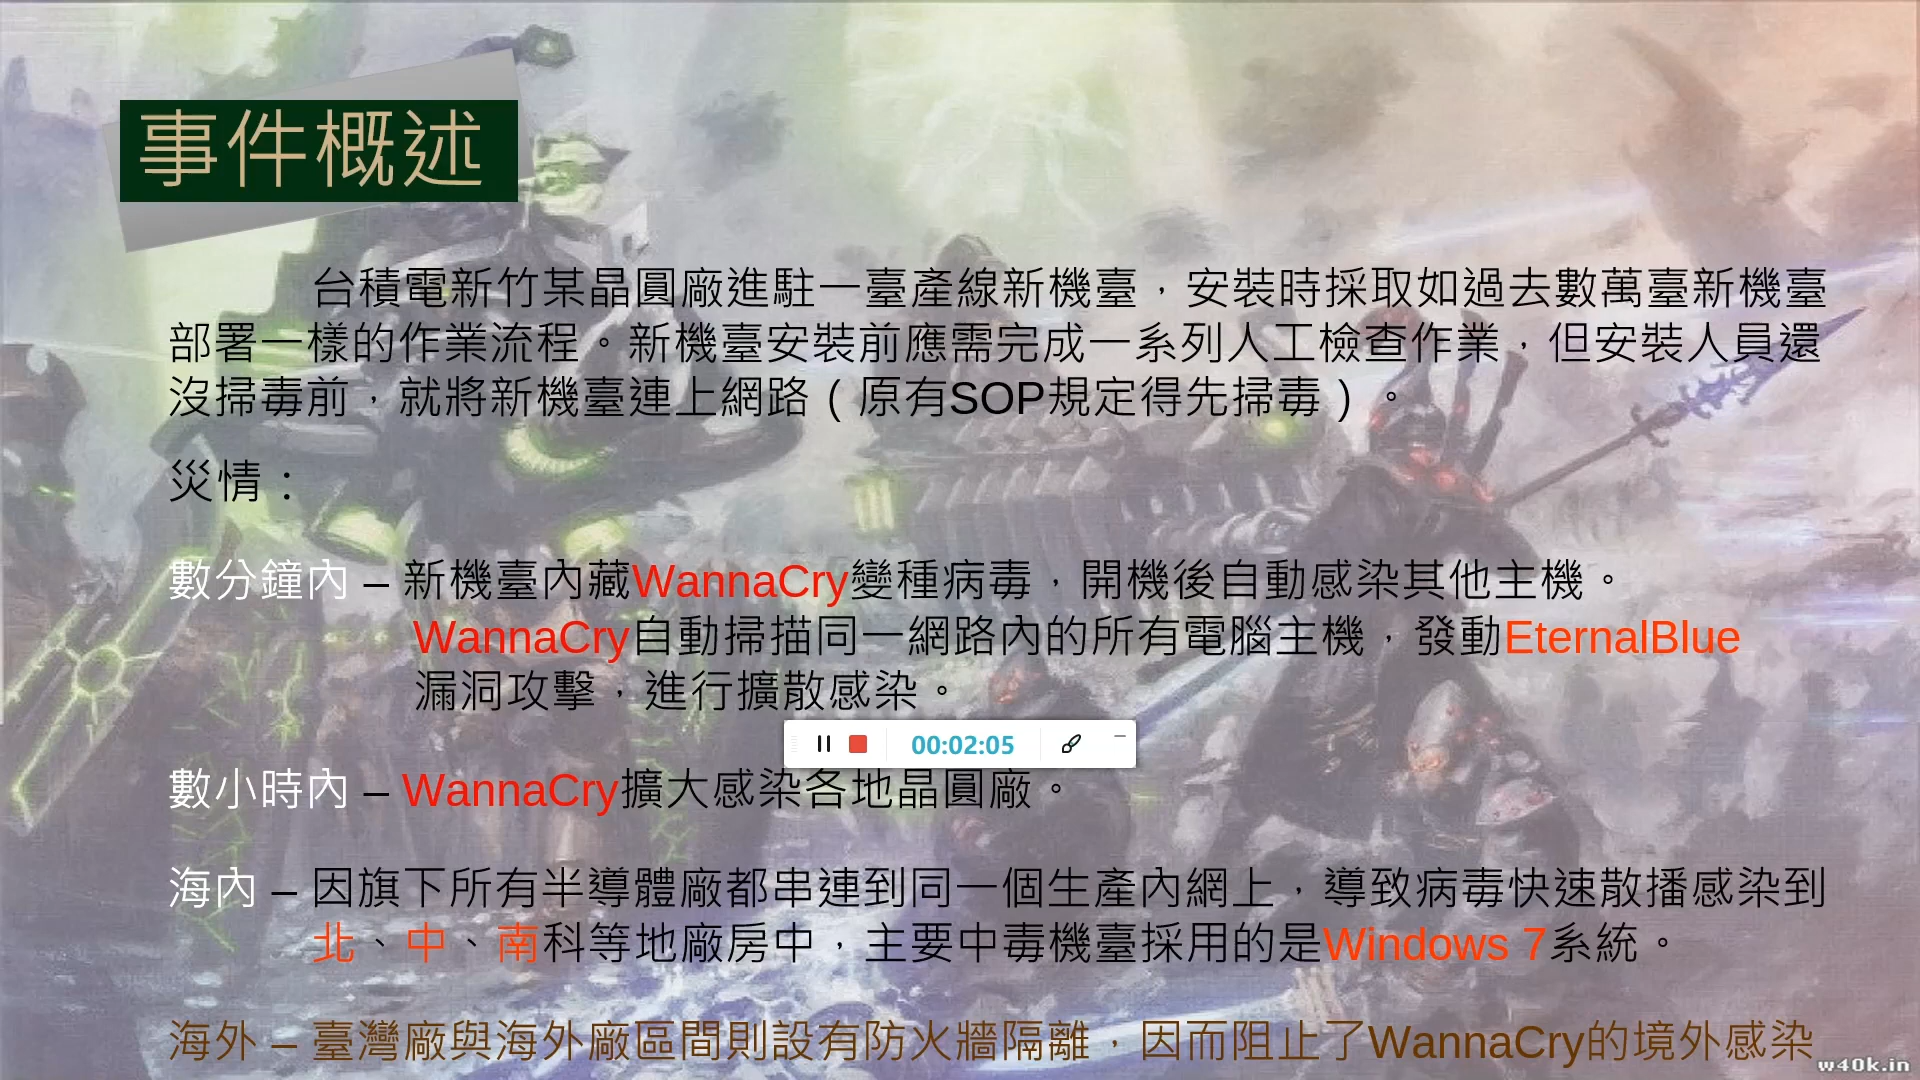 事件概述
台積電新竹某晶圓廠進駐一臺產線新機臺，安裝時採取如過去數萬臺新機臺
部署一樣的作業流程。新機臺安裝前應需完成一系列人工檢查作業，但安裝人員還
沒掃毒前，就將新機臺連上網路（原有SOP規定得先掃毒）。
災情：
數分鐘內 – 新機臺內藏WannaCry變種病毒，開機後自動感染其他主機。
WannaCry自動掃描同一網路內的所有電腦主機，發動EternalBlue
漏洞攻擊，進行擴散感染。
00:02:05
數小時內 – WannaCry擴大感染各地晶圓廠。
海內 – 因旗下所有半導體廠都串連到同一個生產內網上，導致病毒快速散播感染到
北、中、南科等地廠房中，主要中毒機臺採用的是Windows 7系統。
海外 – 臺灣廠與海外廠區間則設有防火牆隔離，因而阻止了WannaCry的境外感染
w40k.in